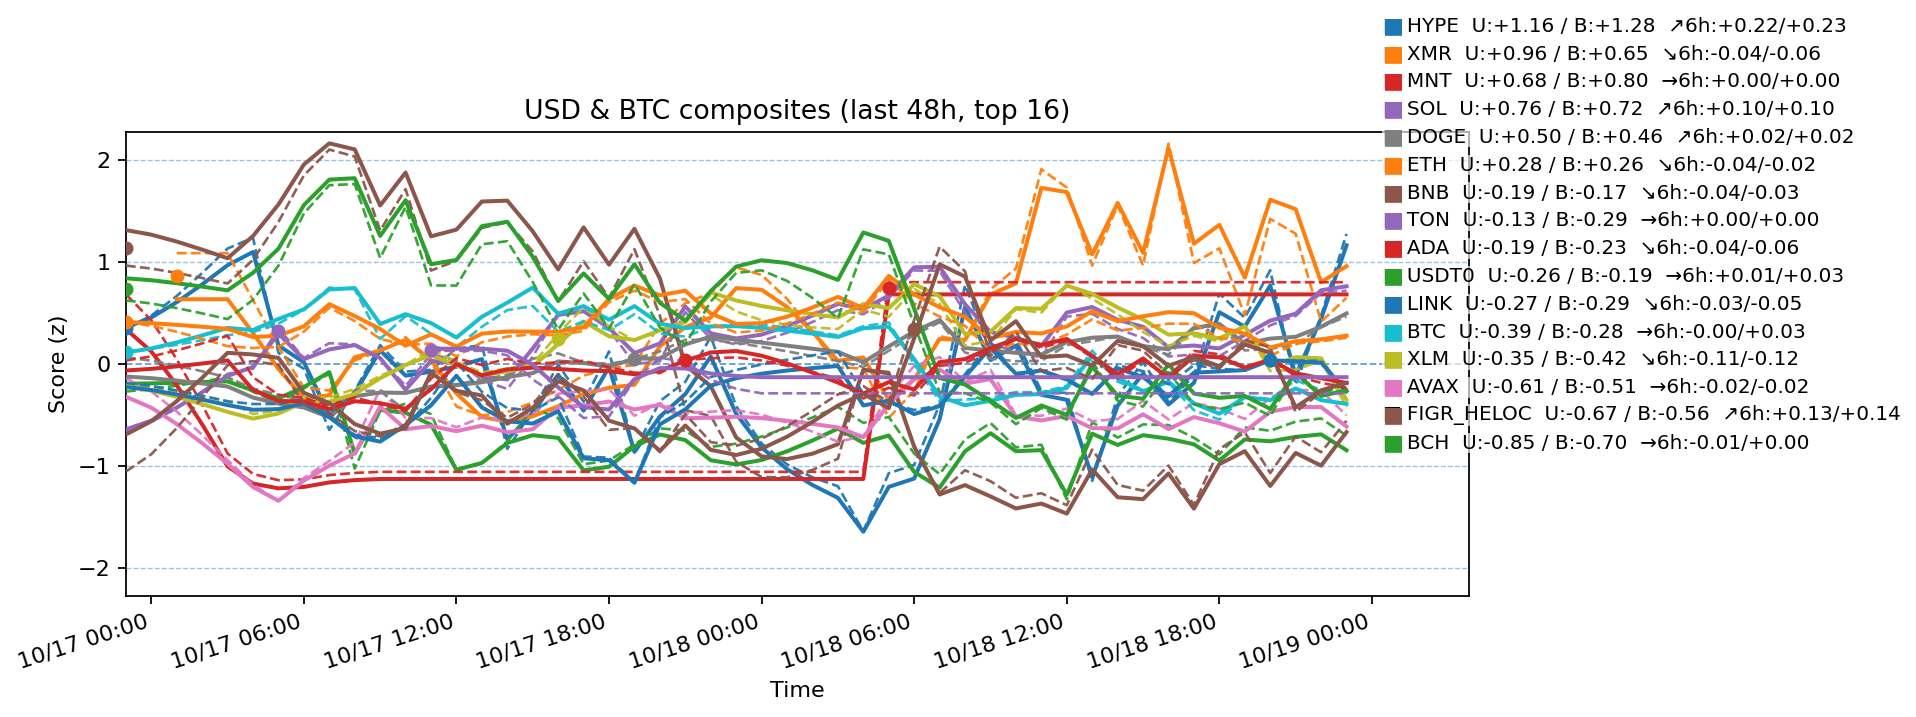 HYPE U:+1.16 / B:+1.28 ↗6h:+0.22/+0.23
XMR U:+0.96 / B:+0.65 ↘6h:-0.04/-0.06
MNT U:+0.68 / B:+0.80 →6h:+0.00/+0.00
SOL U:+0.76 / B:+0.72 ↗6h:+0.10/+0.10
DOGE U:+0.50 / B:+0.46 ↗6h:+0.02/+0.02
ETH U:+0.28 / B:+0.26 ↘6h:-0.04/-0.02
BNB U:-0.19 / B:-0.17 ↘6h:-0.04/-0.03
TON U:-0.13 / B:-0.29 →6h:+0.00/+0.00
ADA U:-0.19 / B:-0.23 ↘6h:-0.04/-0.06
USDT0 U:-0.26 / B:-0.19 →6h:+0.01/+0.03
LINK U:-0.27 / B:-0.29 ↘6h:-0.03/-0.05
BTC U:-0.39 / B:-0.28 →6h:-0.00/+0.03
XLM U:-0.35 / B:-0.42 ↘6h:-0.11/-0.12
AVAX U:-0.61 / B:-0.51 →6h:-0.02/-0.02
FIGR_HELOC U:-0.67 / B:-0.56 ↗6h:+0.13/+0.14
BCH U:-0.85 / B:-0.70 →6h:-0.01/+0.00
USD & BTC composites (last 48h, top 16)
Score (z)
2
1
0
−1
−2
10/17 00:00
10/17 06:00
10/17 12:00
10/17 18:00
10/18 00:00
10/18 06:00
10/18 12:00
10/18 18:00
10/19 00:00
Time